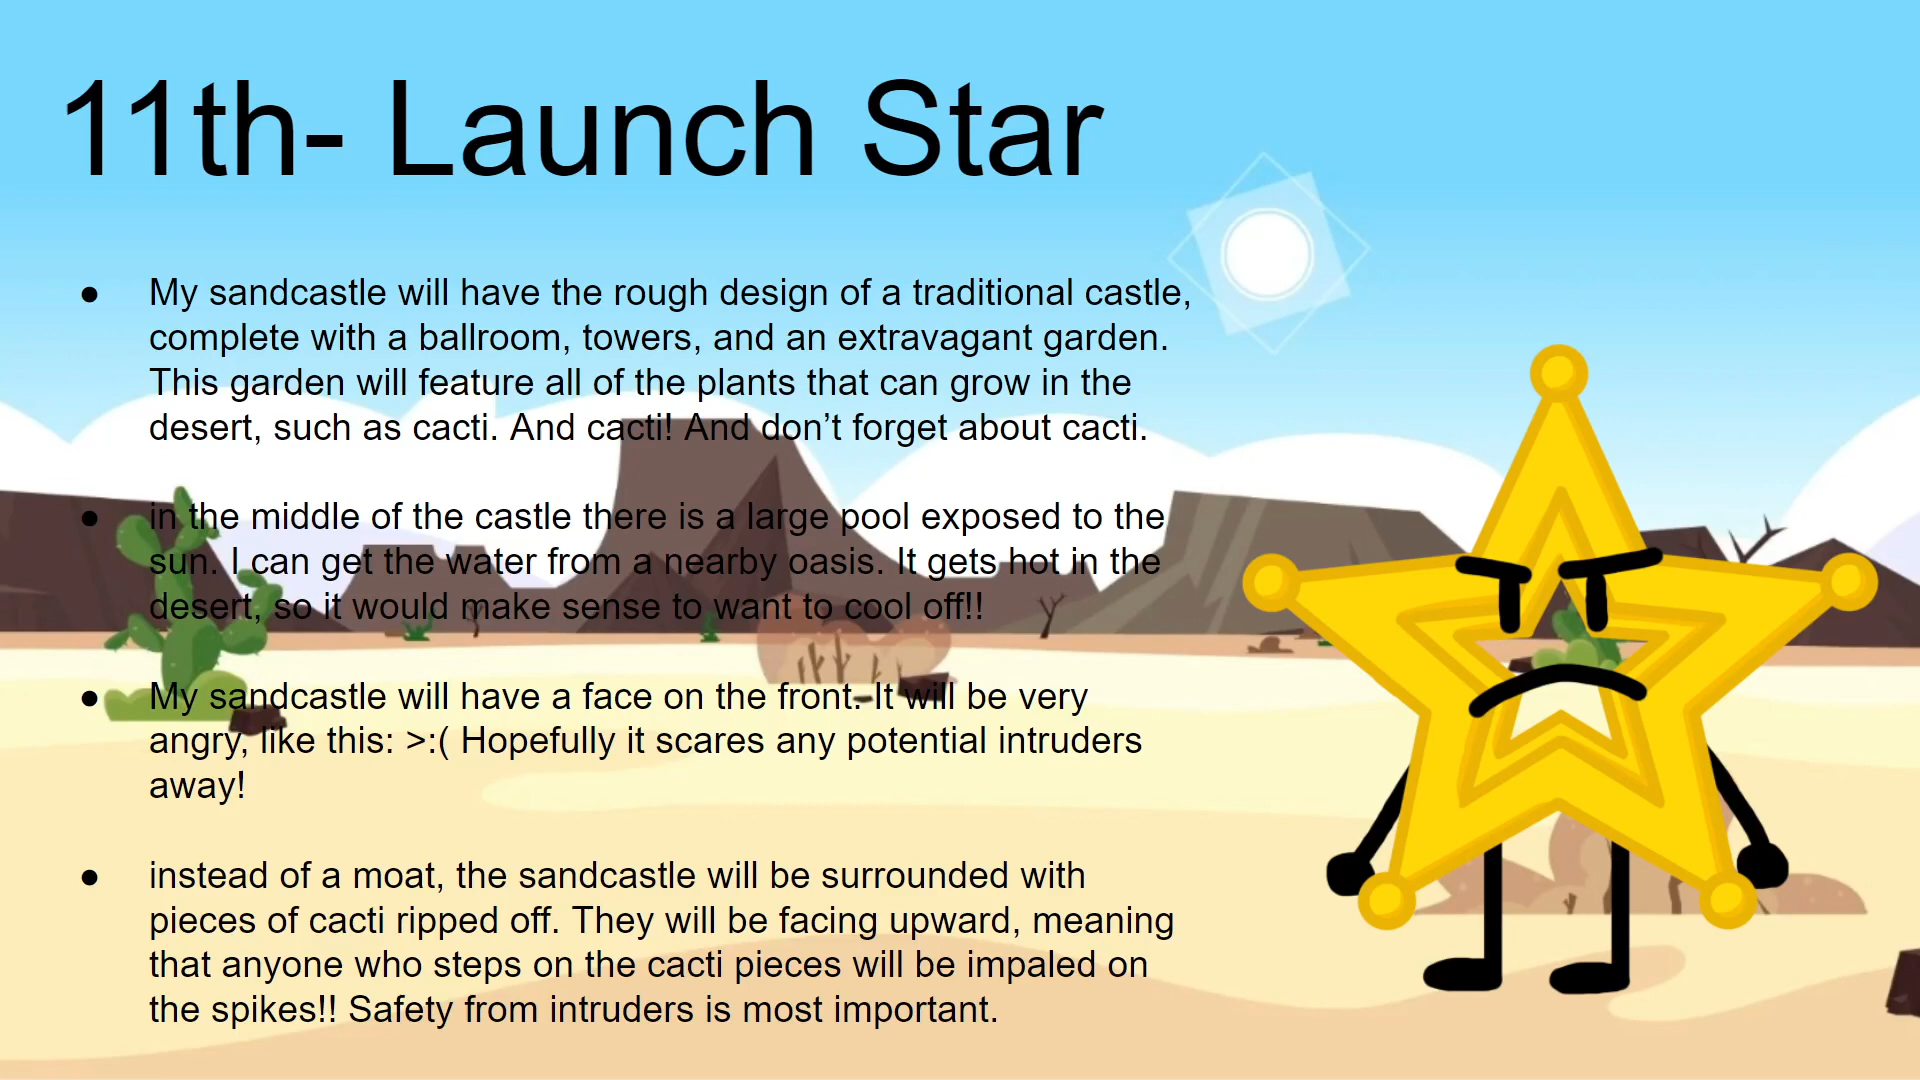 11th- Launch Star
● My sandcastle will have the rough design of a traditional castle,
complete with a ballroom, towers, and an extravagant garden.
This garden will feature all of the plants that can grow in the
desert, such as cacti. And cacti! And don’t forget about cacti.
● in the middle of the castle there is a large pool exposed to the
sun. I can get the water from a nearby oasis. It gets hot in the
desert, so it would make sense to want to cool off!!
● My sandcastle will have a face on the front. It will be very
angry, like this: >:( Hopefully it scares any potential intruders
away!
● instead of a moat, the sandcastle will be surrounded with
pieces of cacti ripped off. They will be facing upward, meaning
that anyone who steps on the cacti pieces will be impaled on
the spikes!! Safety from intruders is most important.